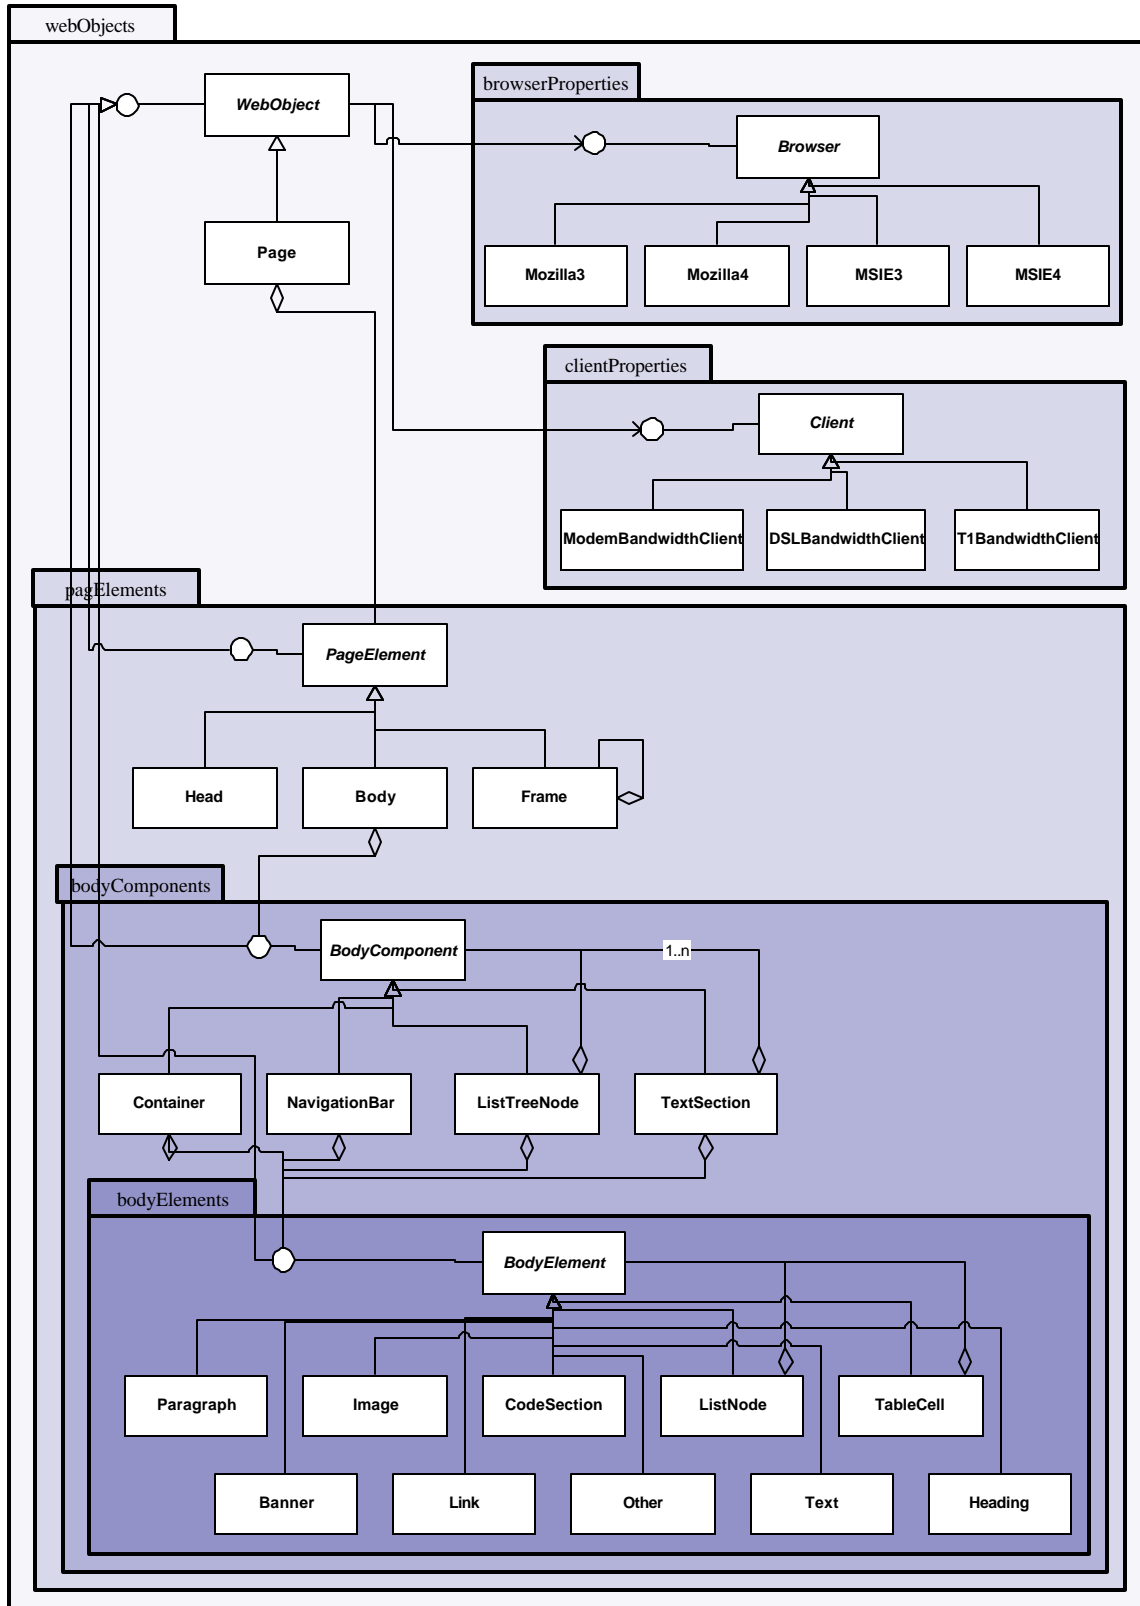 webObjects
WebObject
browserProperties
Browser
Page
Mozilla3
Mozilla4
MSIE3
MSIE4
clientProperties
Client
ModemBandwidthClient
DSLBandwidthClient
T1BandwidthClient
pagElements
PageElement
Head
Body
Frame
bodyComponents
BodyComponent
1..n
Container
NavigationBar
ListTreeNode
TextSection
bodyElements
BodyElement
Paragraph
Image
CodeSection
ListNode
TableCell
Banner
Link
Other
Text
Heading